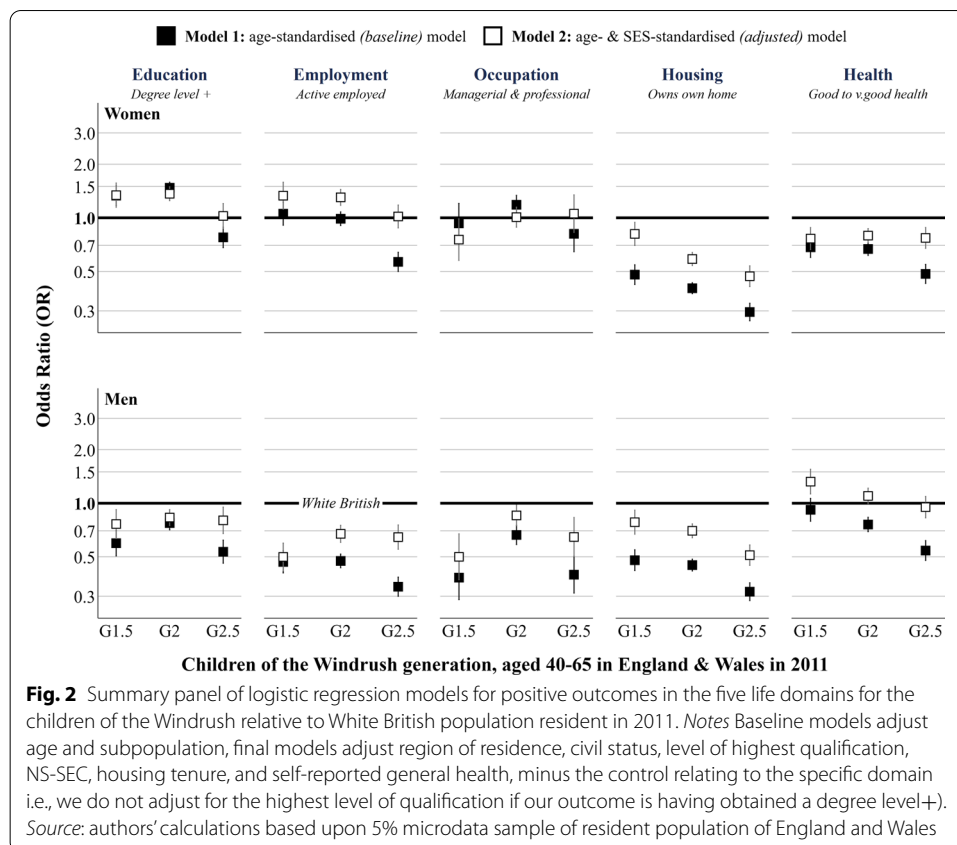 Model 1: age-standardised (baseline) model Model 2: age- & SES-standardised (adjusted) model
Education Employment Occupation Housing Health
Degree level + Active employed Managerial & professional Owns own home Good to v.good health
Women
3.0
2.0
1.5
1.0
0.7
0.5
0.3
Odds Ratio (OR)
Men
3.0
2.0
1.5
1.0 White British
0.7
0.5
0.3
G1.5 G2 G2.5 G1.5 G2 G2.5 G1.5 G2 G2.5 G1.5 G2 G2.5 G1.5 G2 G2.5
Children of the Windrush generation, aged 40-65 in England & Wales in 2011
Fig. 2 Summary panel of logistic regression models for positive outcomes in the five life domains for the
children of the Windrush relative to White British population resident in 2011. Notes Baseline models adjust
age and subpopulation, final models adjust region of residence, civil status, level of highest qualification,
NS-SEC, housing tenure, and self-reported general health, minus the control relating to the specific domain
i.e., we do not adjust for the highest level of qualification if our outcome is having obtained a degree level+).
Source: authors' calculations based upon 5% microdata sample of resident population of England and Wales